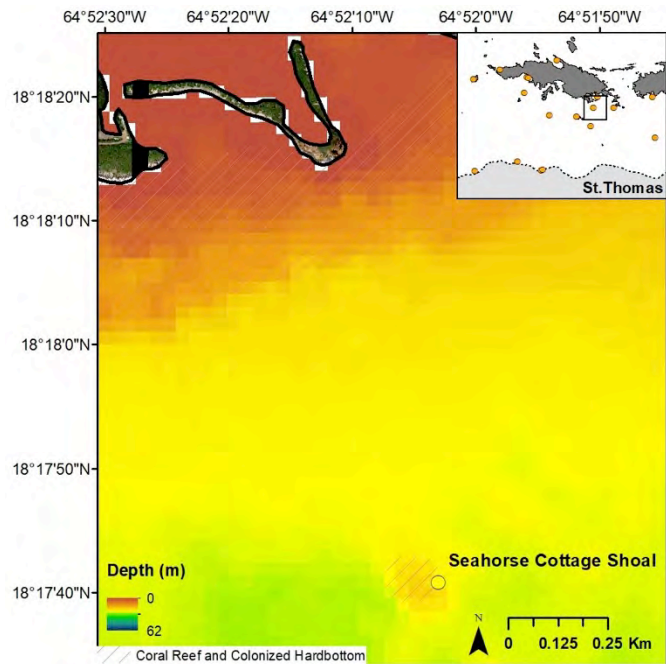 64°52'30"W
64°52'20"W
64°52'10"W
64°52'0"W
64°51'50"W
18°18'20"N
18°18'10"N
18°18'0"N
18°17'50"N
18°17'40"N
St.Thomas
Seahorse Cottage Shoal
Depth (m)
0
62
N
0 0.125 0.25 Km
Coral Reef and Colonized Hardbottom